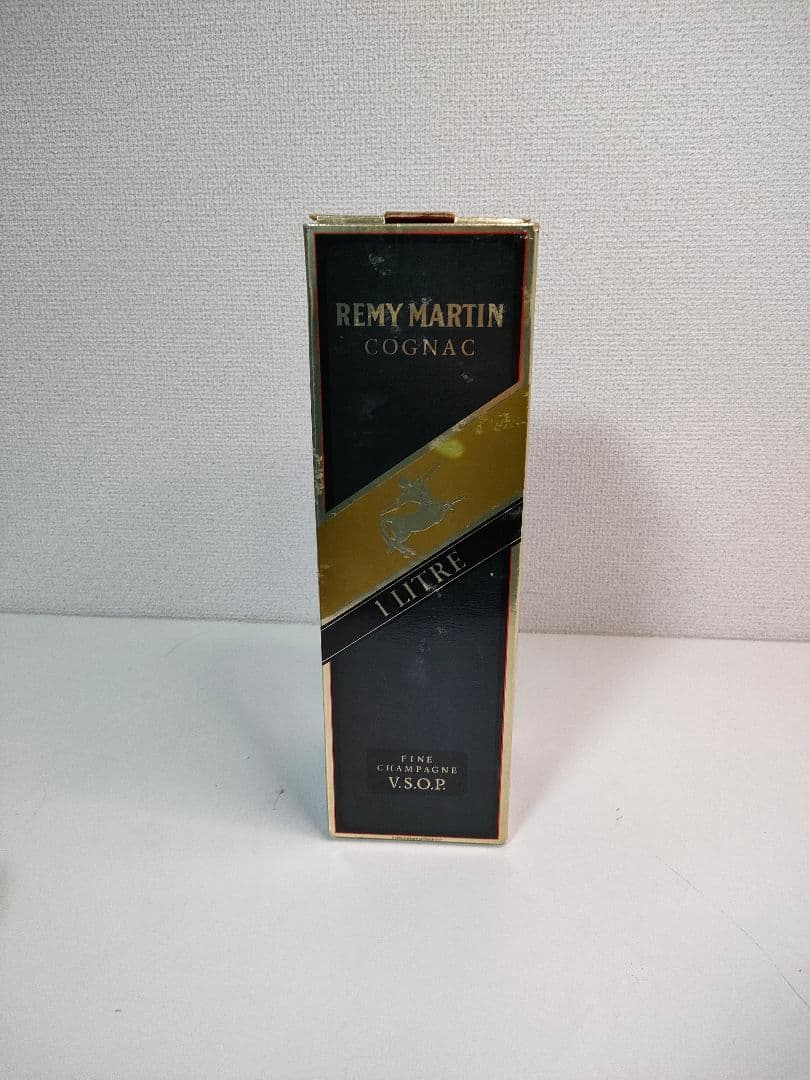 REMY MARTIN
COGNAC
1 LITRE
FINE
CHAMPAGNE
V.S.O.P.